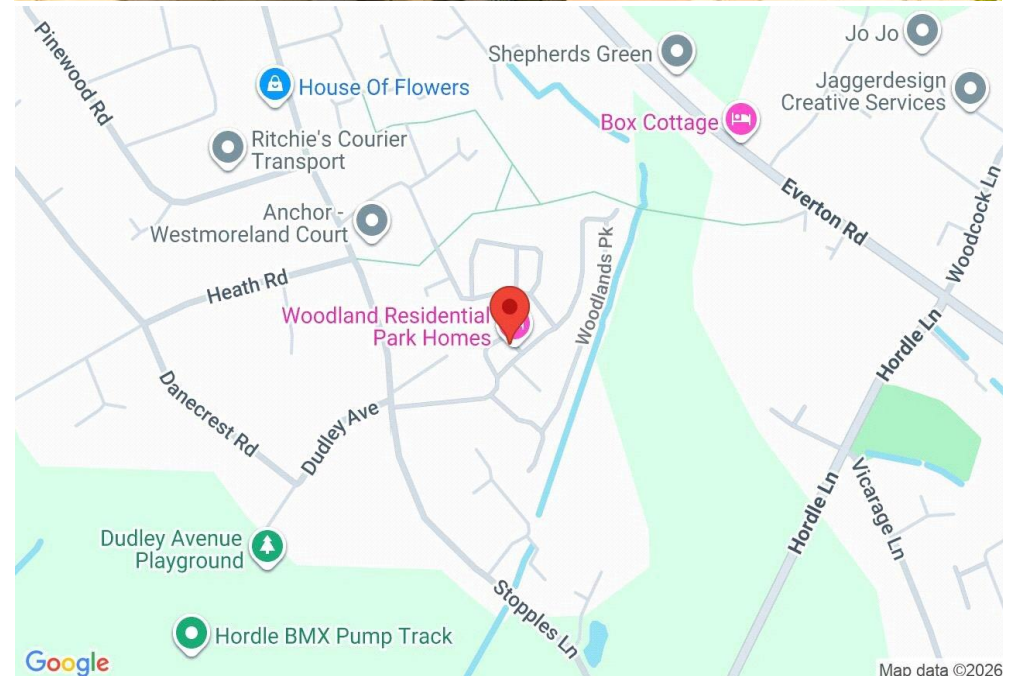 Pinewood Rd
Shepherds Green
Jo Jo
House Of Flowers
Jaggerdesign
Creative Services
Box Cottage
Ritchie's Courier
Transport
Everton Rd
Woodcock Ln
Anchor -
Westmoreland Court
Heath Rd
Woodlands Pk
Woodland Residential
Park Homes
Hordle Ln
Danecrest Rd
Dudley Ave
Vicarage Ln
Hordle Ln
Dudley Avenue
Playground
Stopples Ln
Hordle BMX Pump Track
Google
Map data ©2026